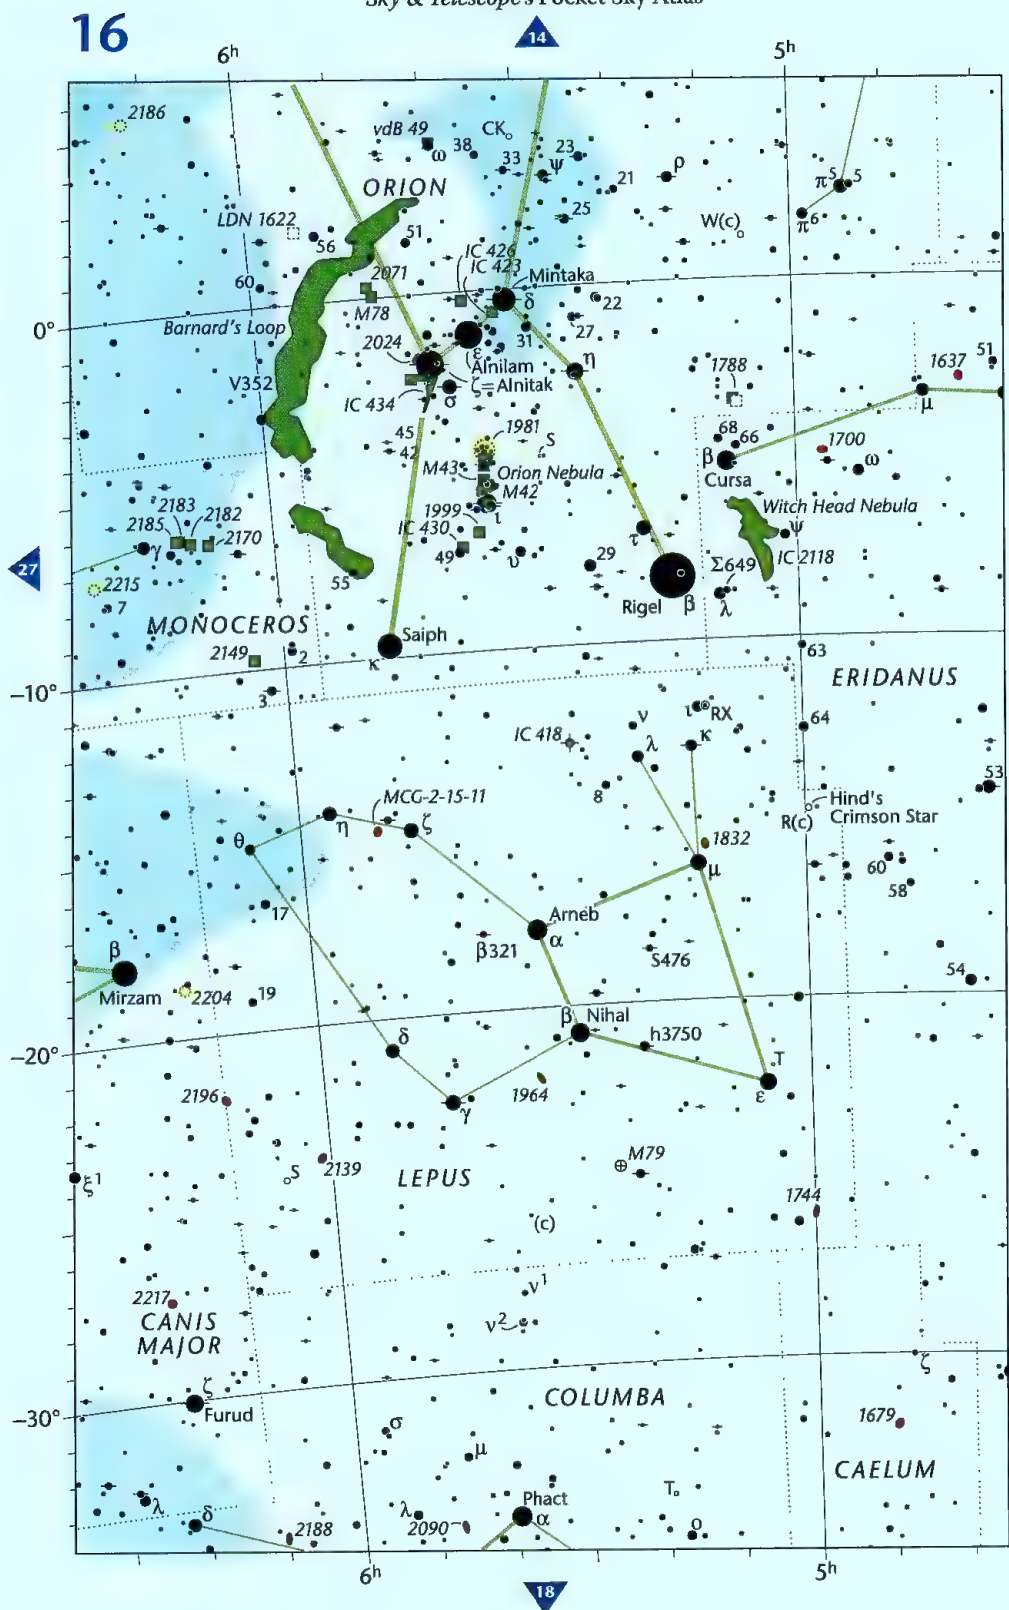 Sky & Telescope's Pocket Sky Atlas
16
14
6h
5h
2186
vdB 49
ω
38
CK
33
ψ
23
21
ρ
π5
5
π6
ORION
25
W(c)
LDN 1622
56
51
IC 426
IC 423
Mintaka
δ
60
2071
M78
22
0°
Barnard's Loop
31
27
2024
ε
Alnilam
η
ζ=Alnitak
σ
1788
1637
51
μ
V352
IC 434
45
42
1981
S
68
66
β
Cursa
1700
ω
M43
Orion Nebula
M42
ι
Witch Head Nebula
ψ
IC 2118
2183
2185
2182
2170
1999
IC 430
49
υ
τ
29
27
γ
2215
7
55
Σ649
λ
Rigel
β
MONOCEROS
Saiph
κ
2149
2
63
ERIDANUS
-10°
3
ν
ι
RX
64
IC 418
λ
κ
8
53
MCG-2-15-11
Hind's
Crimson Star
R(c)
θ
η
ζ
1832
μ
60
58
17
Arneb
α
β321
S476
β
Mirzam
2204
19
54
β
Nihal
h3750
-20°
δ
T
ε
1964
γ
2196
M79
ξ1
S
2139
LEPUS
1744
(c)
ν1
2217
CANIS
MAJOR
ν2
ζ
ζ
Furud
COLUMBA
-30°
σ
1679
μ
CAELUM
λ
δ
2188
λ
2090
Phact
α
T
ο
6h
5h
18